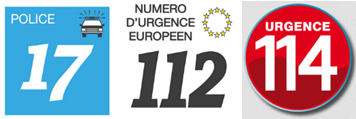 POLICE
17
NUMERO
D'URGENCE
EUROPEEN
112
URGENCE
114